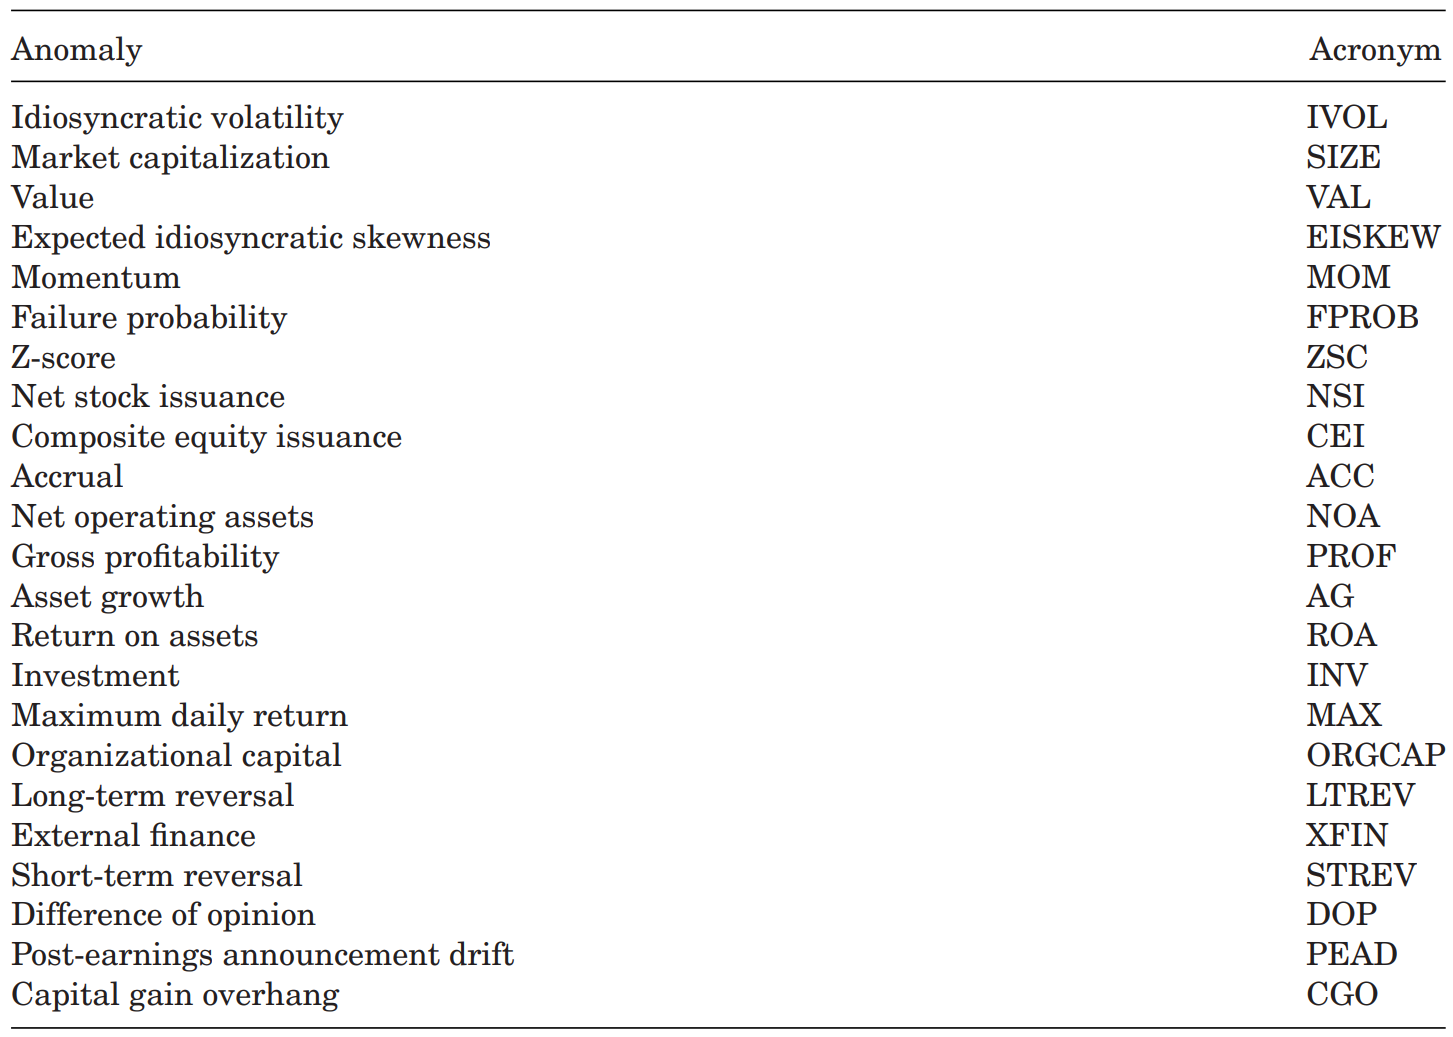 Anomaly Acronym
Idiosyncratic volatility IVOL
Market capitalization SIZE
Value VAL
Expected idiosyncratic skewness EISKEW
Momentum MOM
Failure probability FPROB
Z-score ZSC
Net stock issuance NSI
Composite equity issuance CEI
Accrual ACC
Net operating assets NOA
Gross profitability PROF
Asset growth AG
Return on assets ROA
Investment INV
Maximum daily return MAX
Organizational capital ORGCAP
Long-term reversal LTREV
External finance XFIN
Short-term reversal STREV
Difference of opinion DOP
Post-earnings announcement drift PEAD
Capital gain overhang CGO